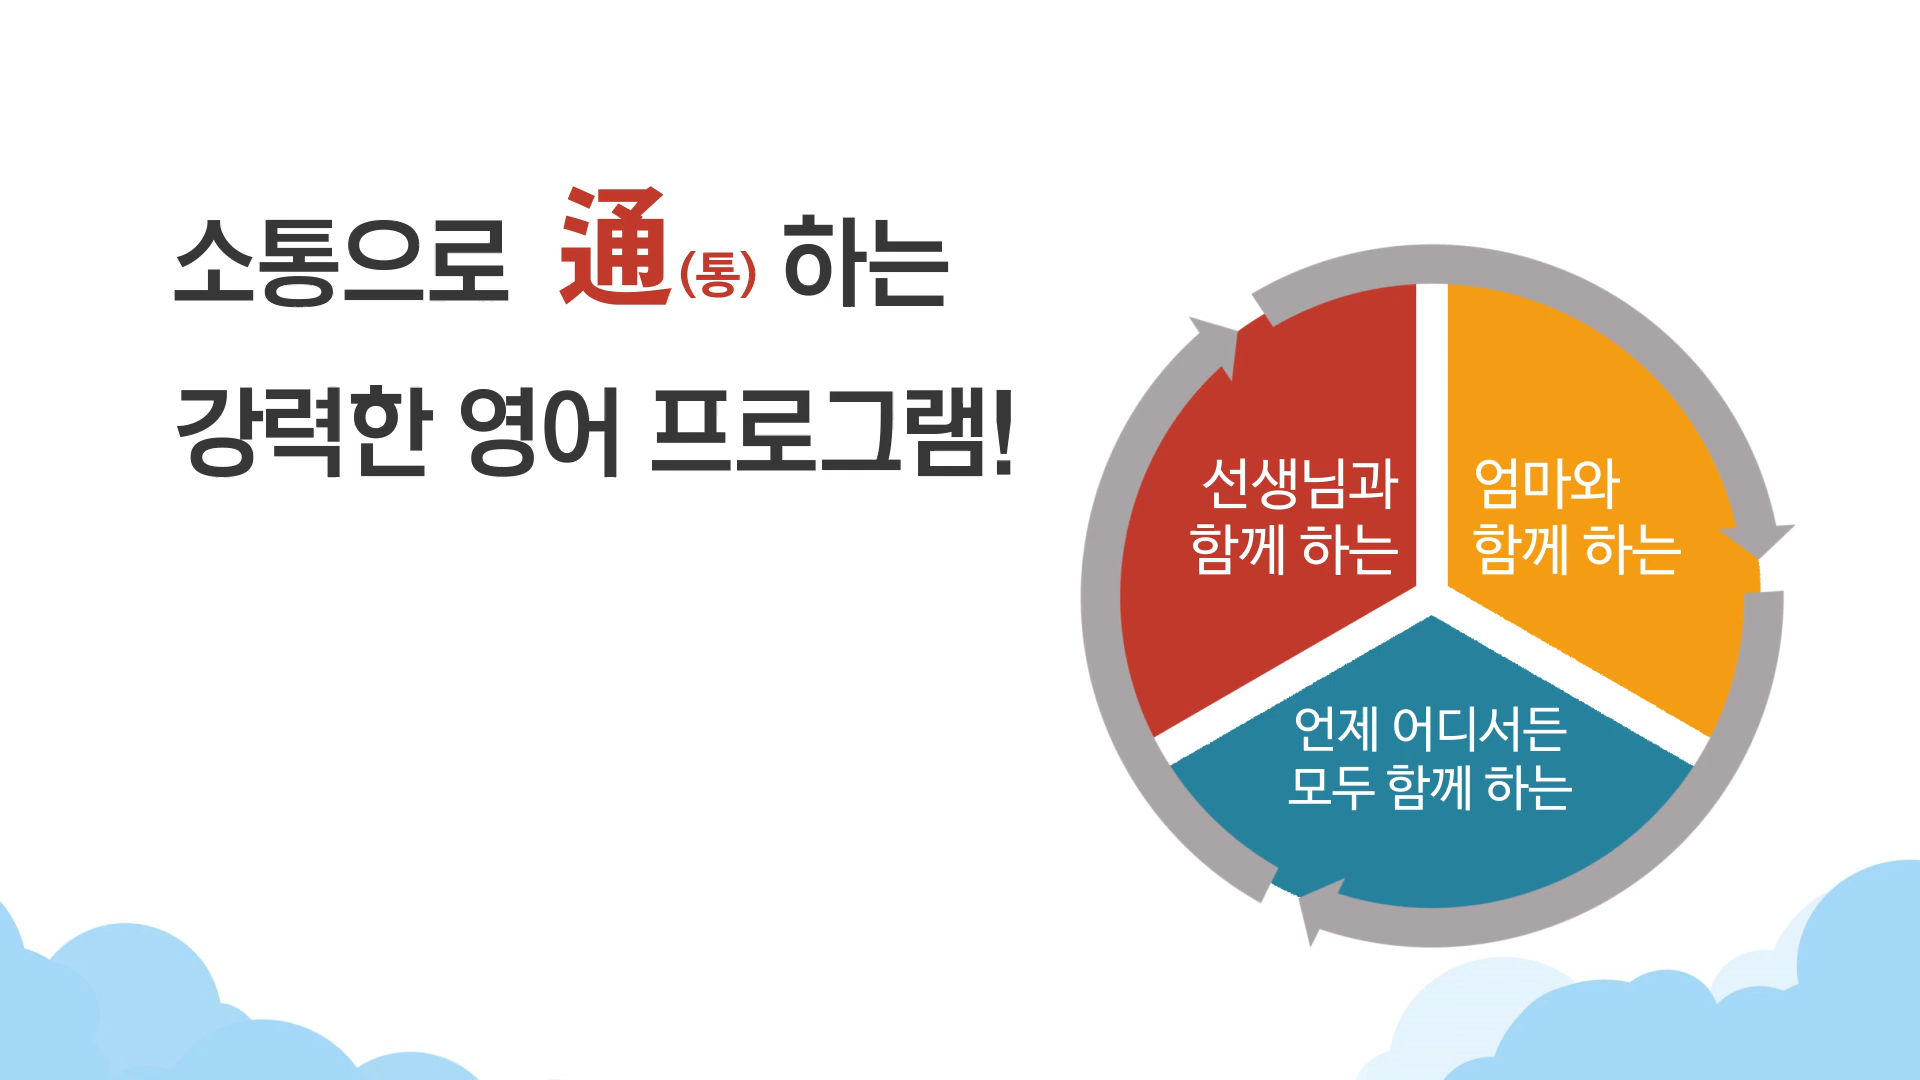 소통으로 通(통) 하는
강력한 영어 프로그램!
선생님과
함께 하는
엄마와
함께 하는
언제 어디서든
모두 함께 하는